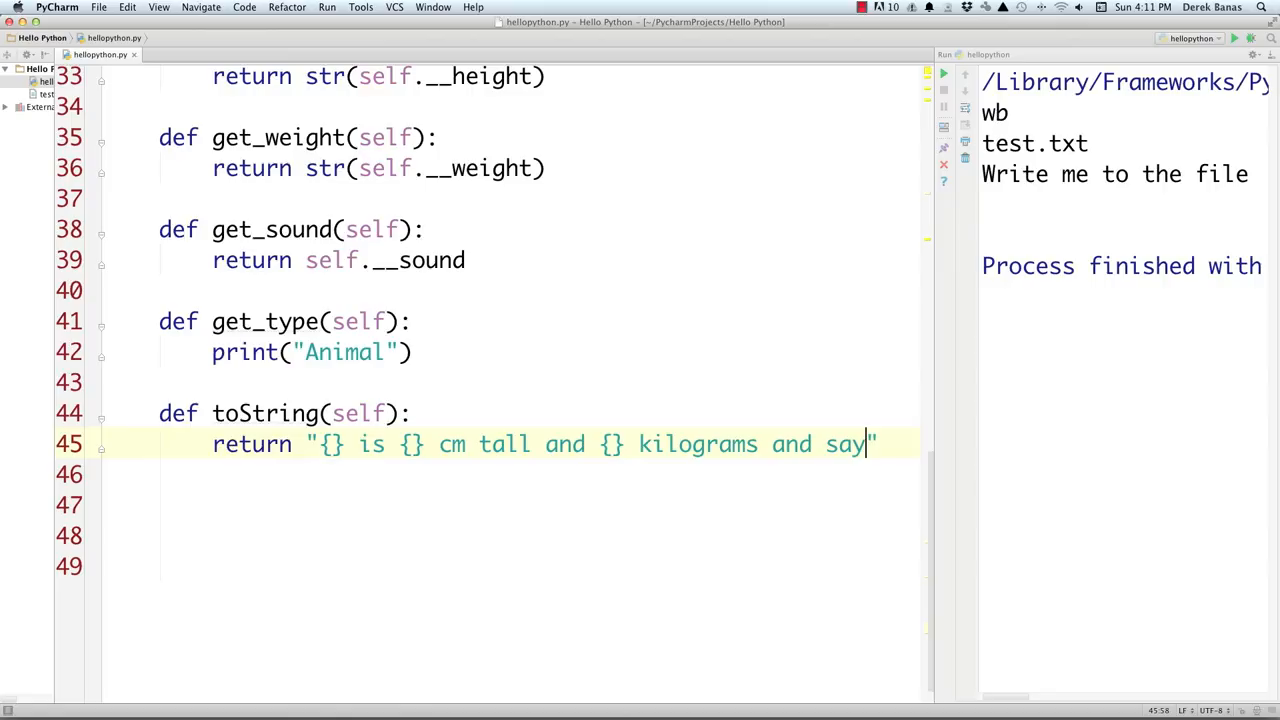 PyCharm File Edit View Navigate Code Refactor Run Tools VCS Window Help 10 Sun 4:11 PM Derek Banas
hellopython.py - Hello Python - [~/PycharmProjects/Hello Python]
Hello Python hellopython.py hellopython
hellopython.py Run hellopython
Hello P
hell
test
Extern
33 return str(self.__height)
34
35 def get_weight(self):
36 return str(self.__weight)
37
38 def get_sound(self):
39 return self.__sound
40
41 def get_type(self):
42 print("Animal")
43
44 def toString(self):
45 return "{} is {} cm tall and {} kilograms and say"
46
47
48
49
/Library/Frameworks/Py
wb
test.txt
Write me to the file
Process finished with
45:58 LF UTF-8